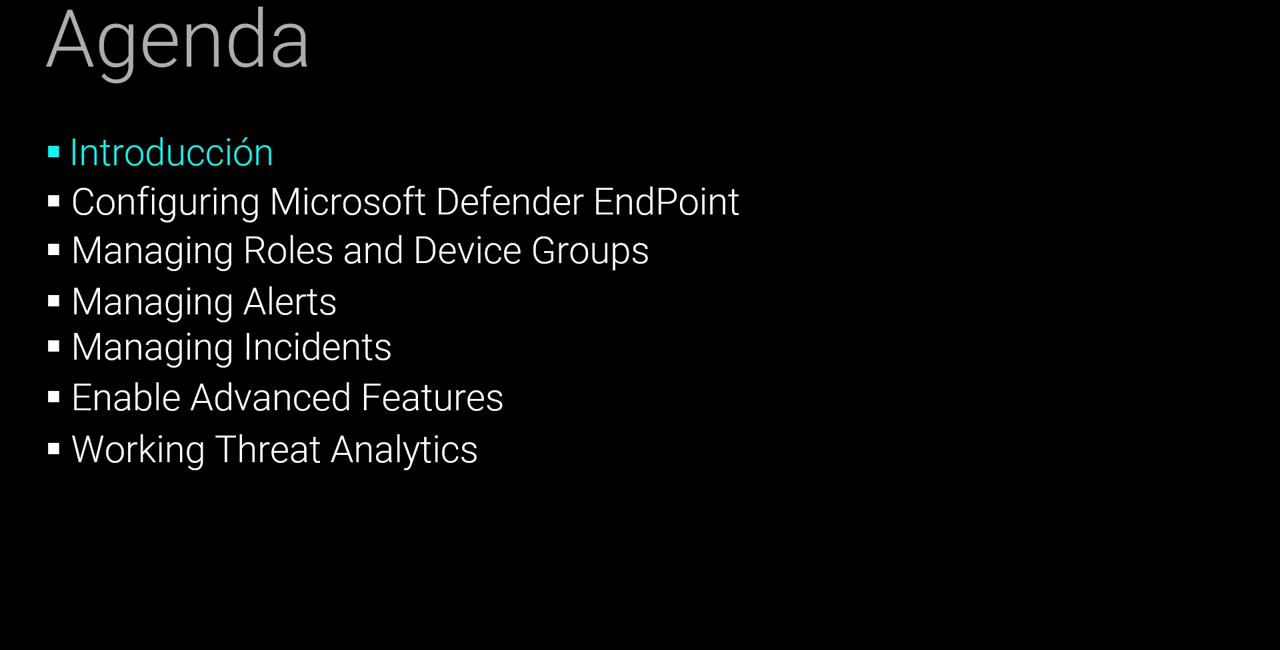 Agenda
▪ Introducción
▪ Configuring Microsoft Defender EndPoint
▪ Managing Roles and Device Groups
▪ Managing Alerts
▪ Managing Incidents
▪ Enable Advanced Features
▪ Working Threat Analytics